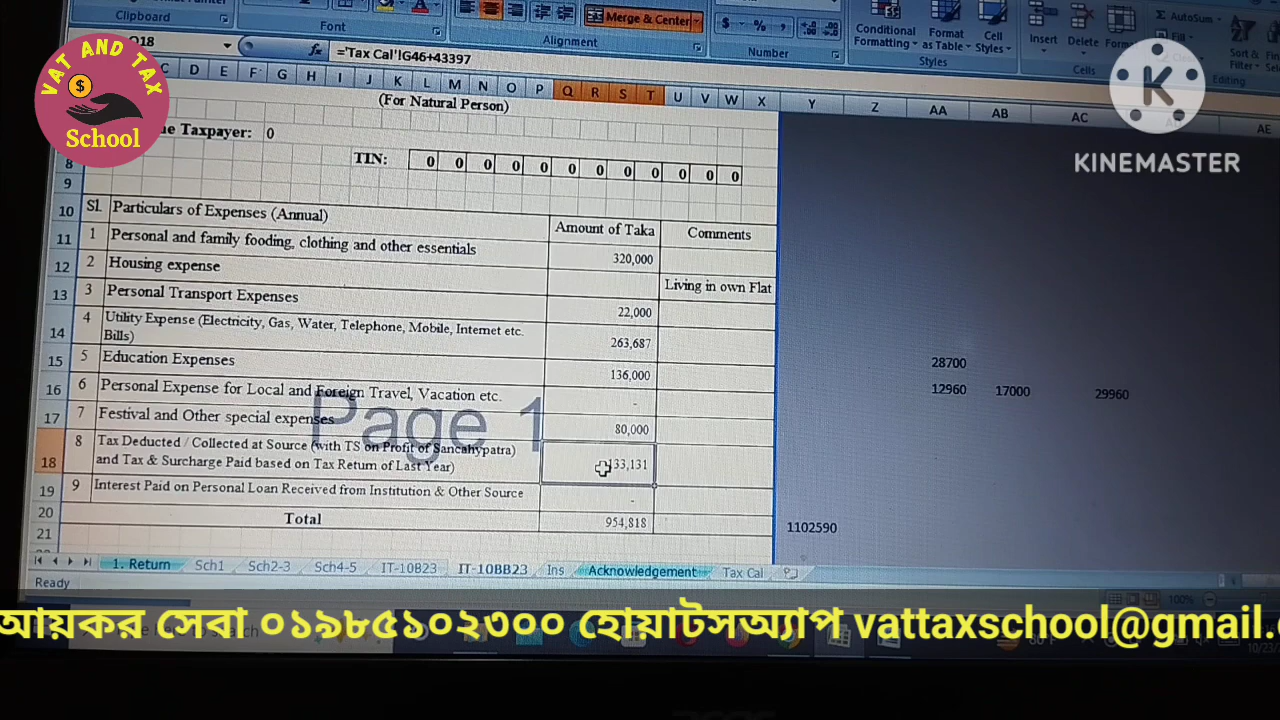 Clipboard
Font
Alignment
Number
Styles
Cells
Editing
Merge & Center
Conditional Formatting
Format as Table
Cell Styles
Insert
Delete
AutoSum
Fill
='Tax Cal'!G46+43397
C D E F G H I J K L M N O P Q R S T U V W X Y Z AA AB AC AE
VAT AND TAX
$
School
K
KINEMASTER
(For Natural Person)
Taxpayer: 0
8 TIN: 0 0 0 0 0 0 0 0 0 0 0 0
9
10 Sl. Particulars of Expenses (Annual) Amount of Taka Comments
11 1 Personal and family fooding, clothing and other essentials 320,000
12 2 Housing expense Living in own Flat
13 3 Personal Transport Expenses 22,000
14 4 Utility Expense (Electricity, Gas, Water, Telephone, Mobile, Internet etc.
Bills) 263,687
15 5 Education Expenses 136,000 28700
16 6 Personal Expense for Local and Foreign Travel, Vacation etc. - 12960 17000 29960
17 7 Festival and Other special expenses 80,000
Page 1
18 8 Tax Deducted / Collected at Source (with TS on Profit of Sancahypatra)
and Tax & Surcharge Paid based on Tax Return of Last Year) 133,131
19 9 Interest Paid on Personal Loan Received from Institution & Other Source -
20 Total 954,818 1102590
21
1. Return Sch1 Sch2-3 Sch4-5 IT-10B23 IT-10BB23 Ins Acknowledgement Tax Cal
Ready 100%
আয়কর সেবা ০১৯৮৫১০২৩০০ হোয়াটসঅ্যাপ vattaxschool@gmail.